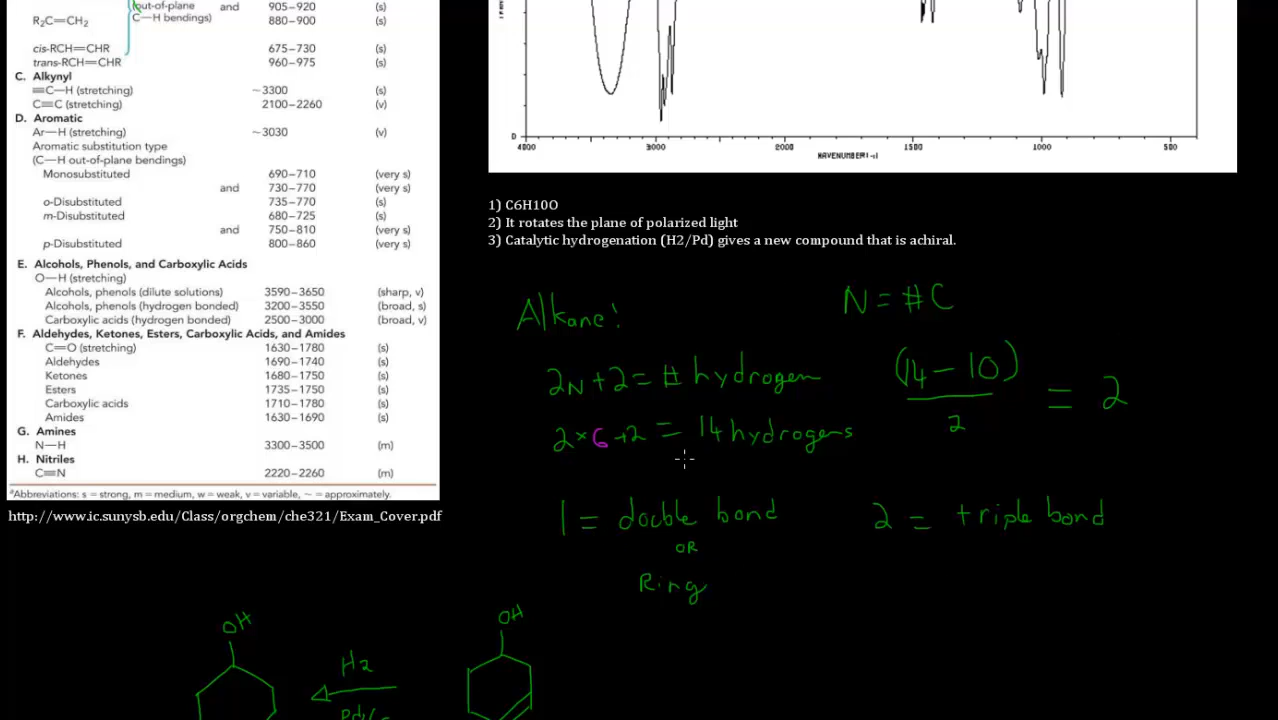 (out-of-plane and 905–920 (s)
R₂C=CH₂ C—H bendings) 880–900 (s)
cis-RCH=CHR 675–730 (s)
trans-RCH=CHR 960–975 (s)
C. Alkynyl
≡C—H (stretching) ~3300 (s)
C≡C (stretching) 2100–2260 (v)
D. Aromatic
Ar—H (stretching) ~3030 (v)
Aromatic substitution type
(C—H out-of-plane bendings)
Monosubstituted 690–710 (very s)
and 730–770 (very s)
o-Disubstituted 735–770 (s)
m-Disubstituted 680–725 (s)
and 750–810 (very s)
p-Disubstituted 800–860 (very s)
E. Alcohols, Phenols, and Carboxylic Acids
O—H (stretching)
Alcohols, phenols (dilute solutions) 3590–3650 (sharp, v)
Alcohols, phenols (hydrogen bonded) 3200–3550 (broad, s)
Carboxylic acids (hydrogen bonded) 2500–3000 (broad, v)
F. Aldehydes, Ketones, Esters, Carboxylic Acids, and Amides
C=O (stretching) 1630–1780 (s)
Aldehydes 1690–1740 (s)
Ketones 1680–1750 (s)
Esters 1735–1750 (s)
Carboxylic acids 1710–1780 (s)
Amides 1630–1690 (s)
G. Amines
N—H 3300–3500 (m)
H. Nitriles
C≡N 2220–2260 (m)
ᵃAbbreviations: s = strong, m = medium, w = weak, v = variable, ~ = approximately.
http://www.ic.sunysb.edu/Class/orgchem/che321/Exam_Cover.pdf
0
4000 3000 2000 1500 1000 500
1) C6H10O
2) It rotates the plane of polarized light
3) Catalytic hydrogenation (H2/Pd) gives a new compound that is achiral.
Alkane: N = # C
2N+2 = # hydrogen (14 - 10) / 2 = 2
2×6+2 = 14 hydrogens
1 = double bond 2 = triple bond
OR
Ring
OH OH
H2